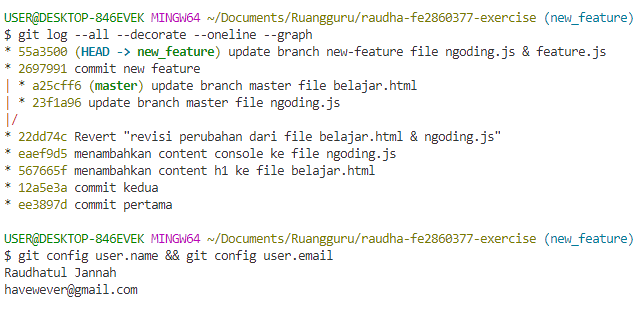 USER@DESKTOP-846EVEK MINGW64 ~/Documents/Ruangguru/raudha-fe2860377-exercise (new_feature)
$ git log --all --decorate --oneline --graph
* 55a3500 (HEAD -> new_feature) update branch new-feature file ngoding.js & feature.js
* 2697991 commit new feature
| * a25cff6 (master) update branch master file belajar.html
| * 23f1a96 update branch master file ngoding.js
|/
* 22dd74c Revert "revisi perubahan dari file belajar.html & ngoding.js"
* eaef9d5 menambahkan content console ke file ngoding.js
* 567665f menambahkan content h1 ke file belajar.html
* 12a5e3a commit kedua
* ee3897d commit pertama
USER@DESKTOP-846EVEK MINGW64 ~/Documents/Ruangguru/raudha-fe2860377-exercise (new_feature)
$ git config user.name && git config user.email
Raudhatul Jannah
havewever@gmail.com